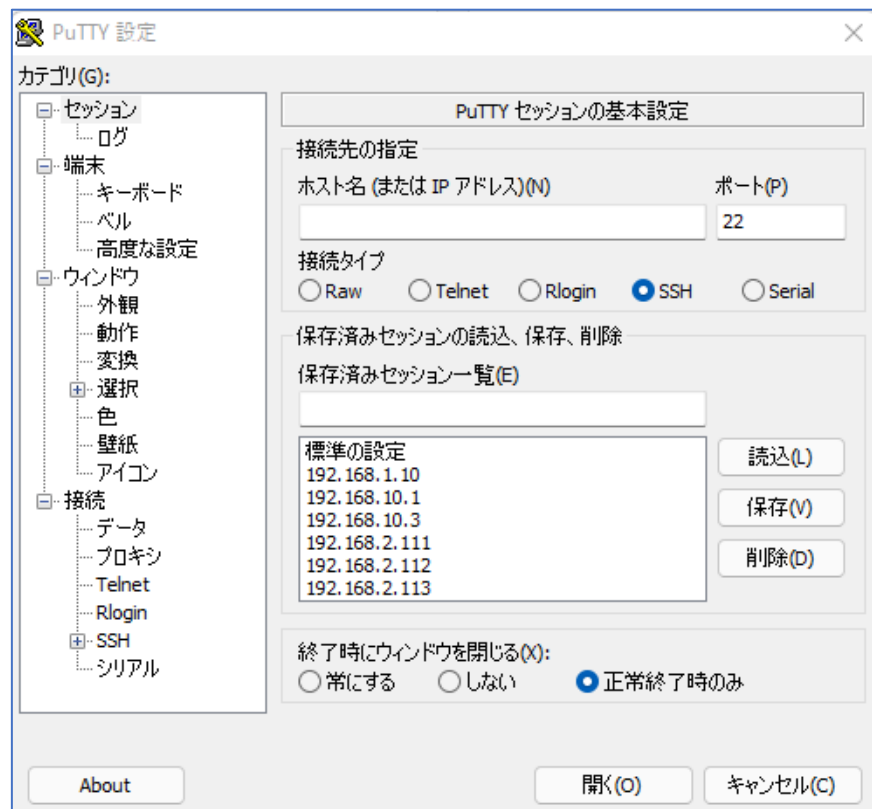 PuTTY 設定
カテゴリ(G):
セッション
ログ
端末
キーボード
ベル
高度な設定
ウィンドウ
外観
動作
変換
選択
色
壁紙
アイコン
接続
データ
プロキシ
Telnet
Rlogin
SSH
シリアル
PuTTY セッションの基本設定
接続先の指定
ホスト名 (または IP アドレス)(N) ポート(P)
22
接続タイプ
Raw Telnet Rlogin SSH Serial
保存済みセッションの読込、保存、削除
保存済みセッション一覧(E)
標準の設定
192.168.1.10
192.168.10.1
192.168.10.3
192.168.2.111
192.168.2.112
192.168.2.113
読込(L)
保存(V)
削除(D)
終了時にウィンドウを閉じる(X):
常にする しない 正常終了時のみ
About 開く(O) キャンセル(C)